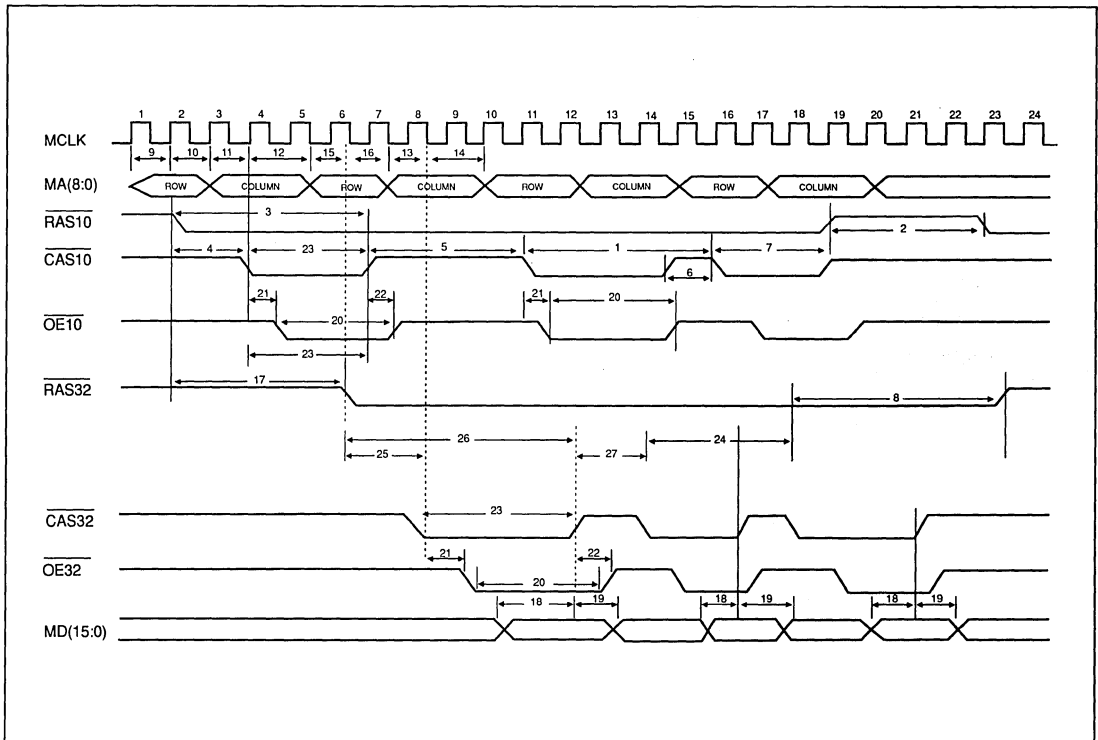 1 2 3 4 5 6 7 8 9 10 11 12 13 14 15 16 17 18 19 20 21 22 23 24
MCLK
9 10 11 12 15 16 13 14
MA(8:0) ROW COLUMN ROW COLUMN ROW COLUMN ROW COLUMN
RAS10 3 2
CAS10 4 23 5 1 6 7
21 22 21 20
OE10 20
23
RAS32 17 8
26 24
25 27
CAS32 23
21 22
OE32 20
18 19 18 19 18 19
MD(15:0)